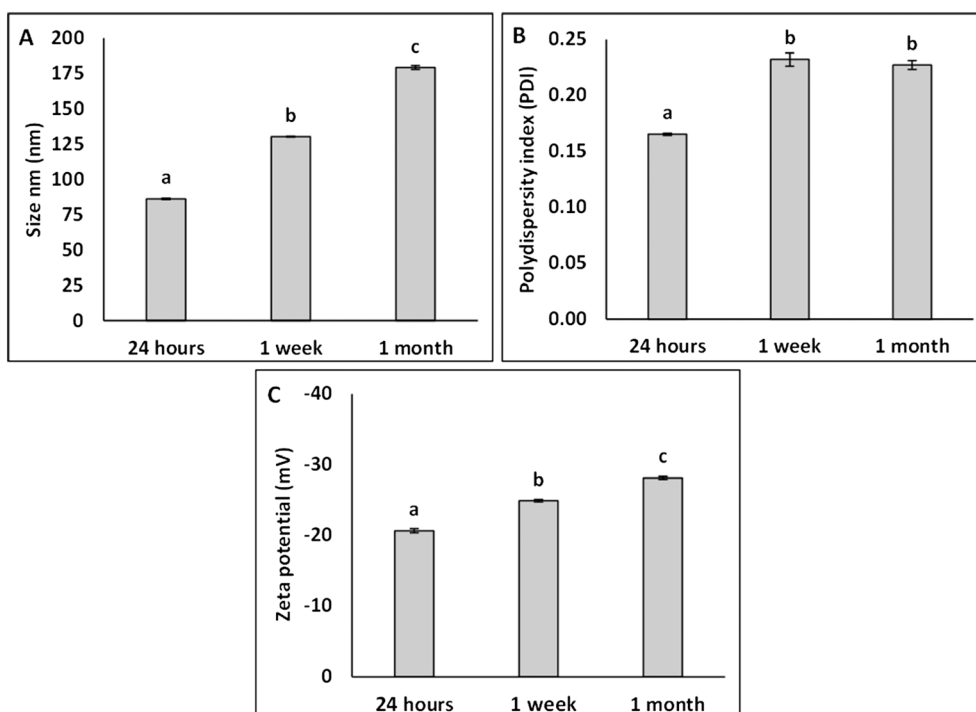 A
Size nm (nm)
200
175
150
125
100
75
50
25
0
a
b
c
24 hours
1 week
1 month
B
Polydispersity index (PDI)
0.25
0.20
0.15
0.10
0.05
0.00
a
b
b
24 hours
1 week
1 month
C
Zeta potential (mV)
-40
-30
-20
-10
0
a
b
c
24 hours
1 week
1 month